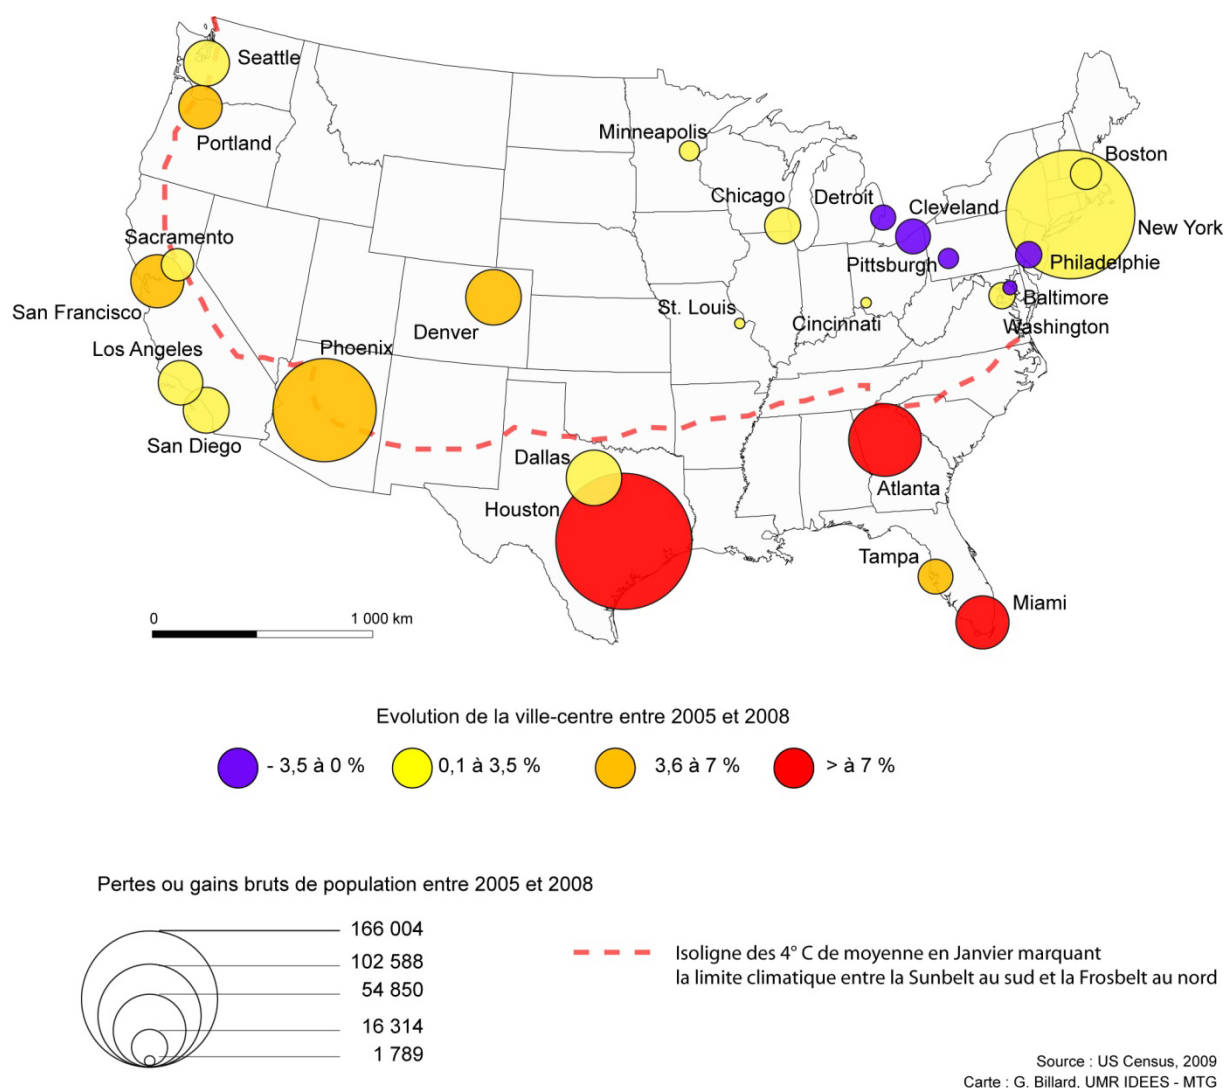 Seattle
Portland
Minneapolis
Boston
Chicago
Detroit
Cleveland
New York
Sacramento
Pittsburgh
Philadelphie
San Francisco
Denver
St. Louis
Cincinnati
Baltimore
Washington
Los Angeles
Phoenix
San Diego
Dallas
Houston
Atlanta
Tampa
Miami
0 1 000 km
Evolution de la ville-centre entre 2005 et 2008
- 3,5 à 0 % 0,1 à 3,5 % 3,6 à 7 % > à 7 %
Pertes ou gains bruts de population entre 2005 et 2008
166 004
102 588
54 850
16 314
1 789
Isoligne des 4° C de moyenne en Janvier marquant
la limite climatique entre la Sunbelt au sud et la Frosbelt au nord
Source : US Census, 2009
Carte : G. Billard, UMR IDEES - MTG